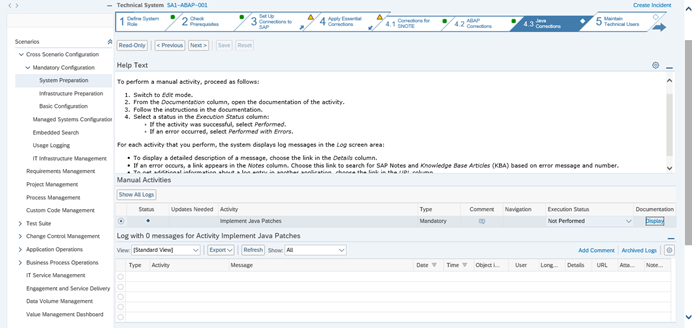 Technical System SA1-ABAP-001
Create Incident
1 Define System Role
2 Check Prerequisites
3 Set Up Connections to SAP
4 Apply Essential Corrections
4.1 Corrections for SNOTE
4.2 ABAP Corrections
4.3 Java Corrections
5 Maintain Technical Users
Read-Only < Previous Next > Save Reset
Scenarios
Cross Scenario Configuration
Mandatory Configuration
System Preparation
Infrastructure Preparation
Basic Configuration
Managed Systems Configuration
Embedded Search
Usage Logging
IT Infrastructure Management
Requirements Management
Project Management
Process Management
Custom Code Management
Test Suite
Change Control Management
Application Operations
Business Process Operations
IT Service Management
Engagement and Service Delivery
Data Volume Management
Value Management Dashboard
Help Text
To perform a manual activity, proceed as follows:
1. Switch to Edit mode.
2. From the Documentation column, open the documentation of the activity.
3. Follow the instructions in the documentation.
4. Select a status in the Execution Status column:
• If the activity was successful, select Performed.
• If an error occurred, select Performed with Errors.
For each activity that you perform, the system displays log messages in the Log screen area:
• To display a detailed description of a message, choose the link in the Details column.
• If an error occurs, a link appears in the Notes column. Choose this link to search for SAP Notes and Knowledge Base Articles (KBA) based on error message and number.
• To get additional information about a log entry in another application, choose the link in the URL column.
Manual Activities
Show All Logs
Status Updates Needed Activity Type Comment Navigation Execution Status Documentation
Implement Java Patches Mandatory Not Performed Display
Log with 0 messages for Activity Implement Java Patches
View: [Standard View] Export Refresh Show: All Add Comment Archived Logs
Type Activity Message Date Time Object i... User Long... Details URL Atta... Note...